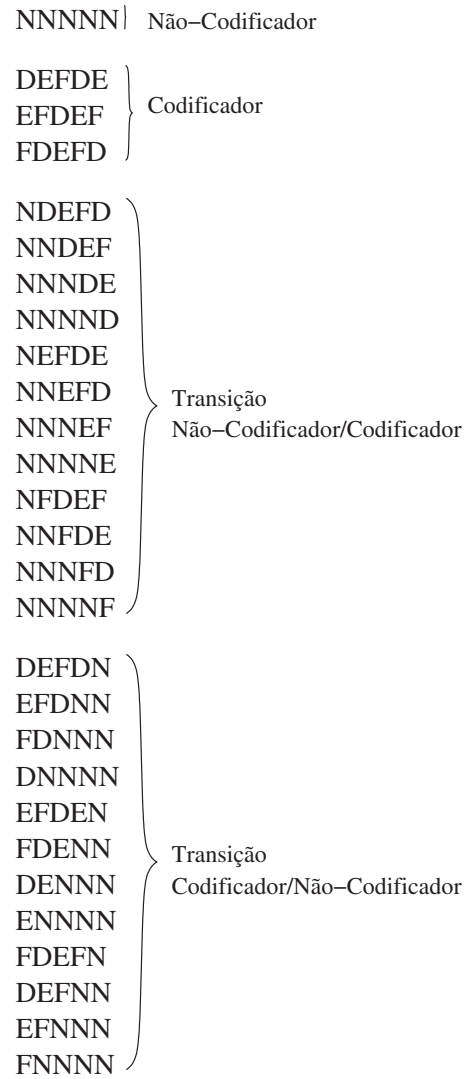 NNNNN Não−Codificador
DEFDE
EFDEF
FDEFD
Codificador
NDEFD
NNDEF
NNNDE
NNNND
NEFDE
NNEFD
NNNEF
NNNNE
NFDEF
NNFDE
NNNFD
NNNNF
Transição
Não−Codificador/Codificador
DEFDN
EFDNN
FDNNN
DNNNN
EFDEN
FDENN
DENNN
ENNNN
FDEFN
DEFNN
EFNNN
FNNNN
Transição
Codificador/Não−Codificador